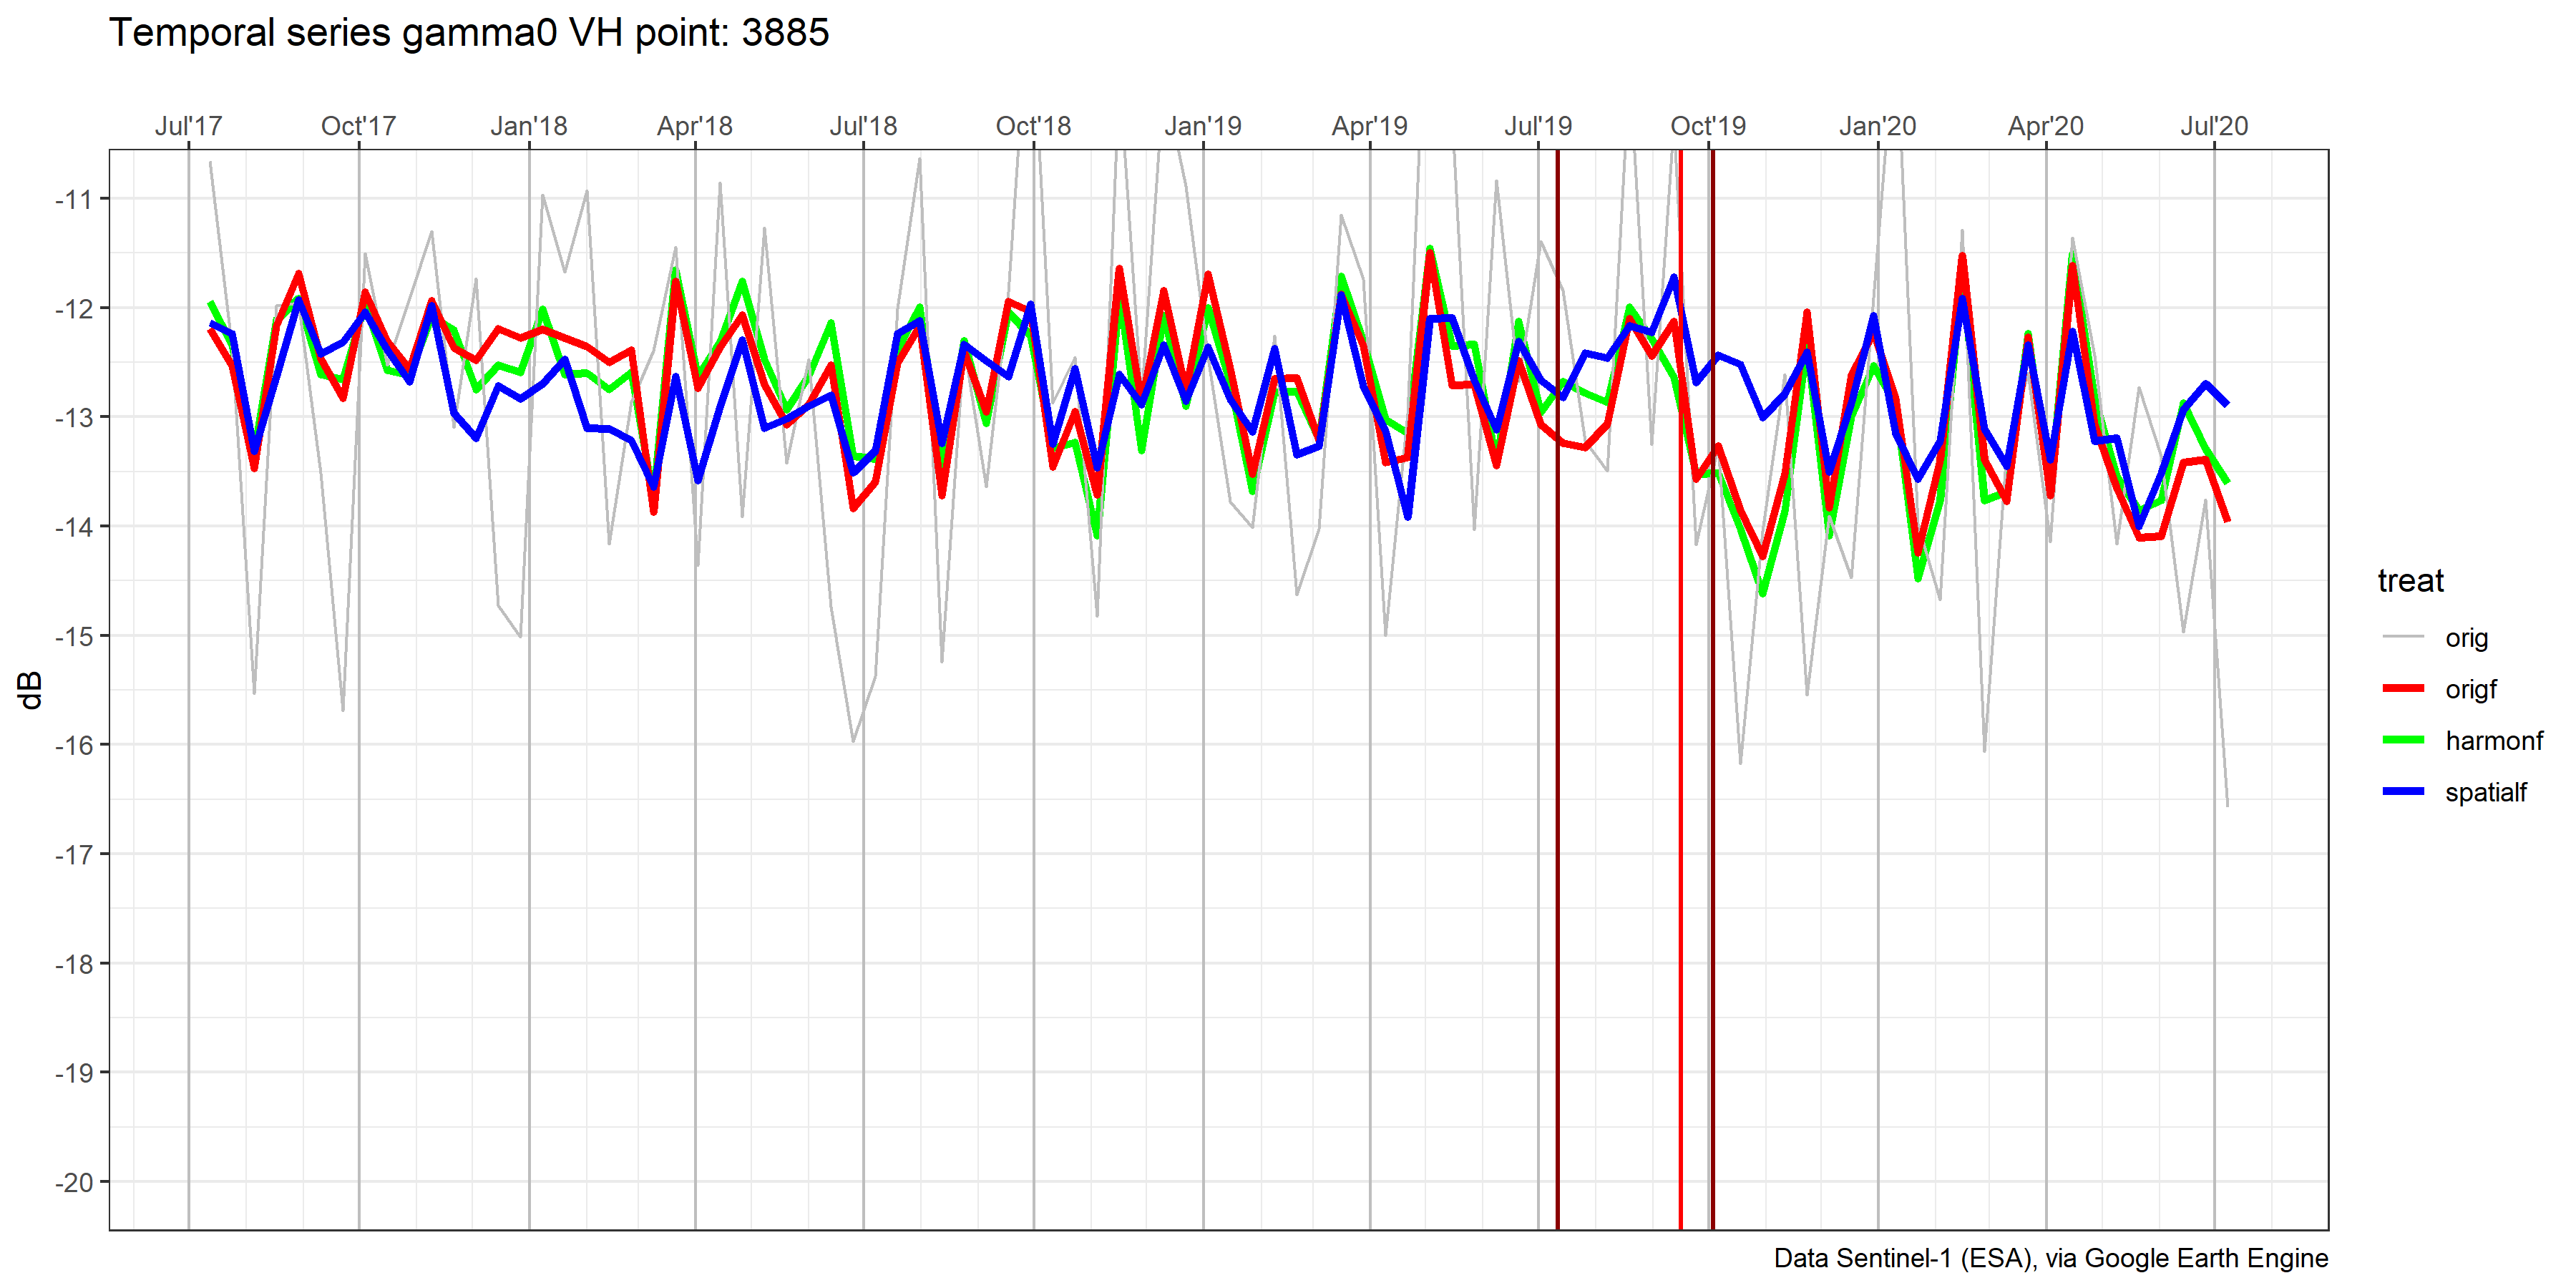 Temporal series gamma0 VH point: 3885
Jul'17 Oct'17 Jan'18 Apr'18 Jul'18 Oct'18 Jan'19 Apr'19 Jul'19 Oct'19 Jan'20 Apr'20 Jul'20
-11
-12
-13
-14
-15
-16
-17
-18
-19
-20
dB
treat
orig
origf
harmonf
spatialf
Data Sentinel-1 (ESA), via Google Earth Engine